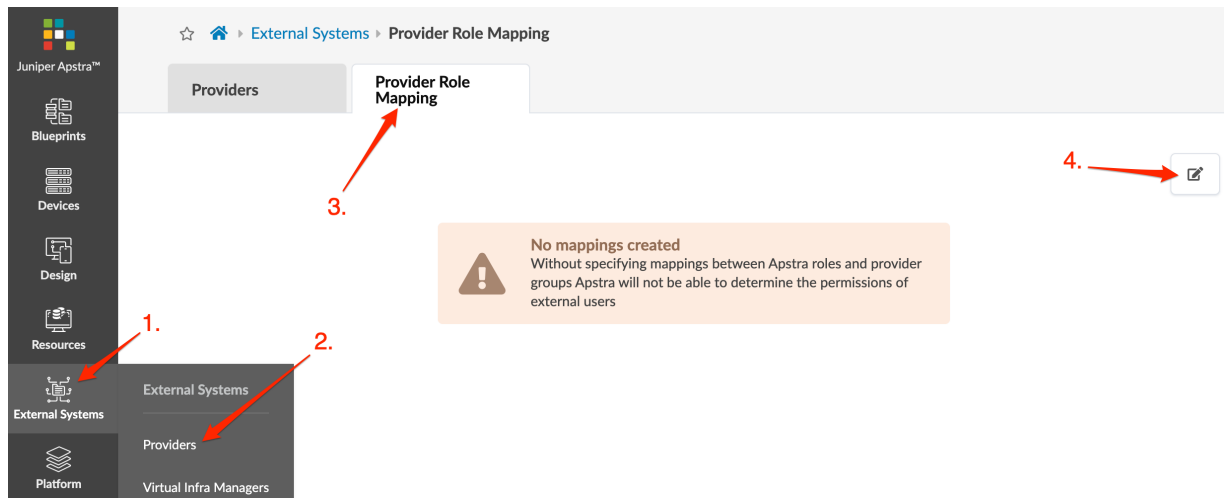 Juniper Apstra™
External Systems Provider Role Mapping
Providers
Provider Role
Mapping
Blueprints
Devices
Design
Resources
External Systems
Platform
3.
4.
No mappings created
Without specifying mappings between Apstra roles and provider
groups Apstra will not be able to determine the permissions of
external users
1.
2.
External Systems
Providers
Virtual Infra Managers